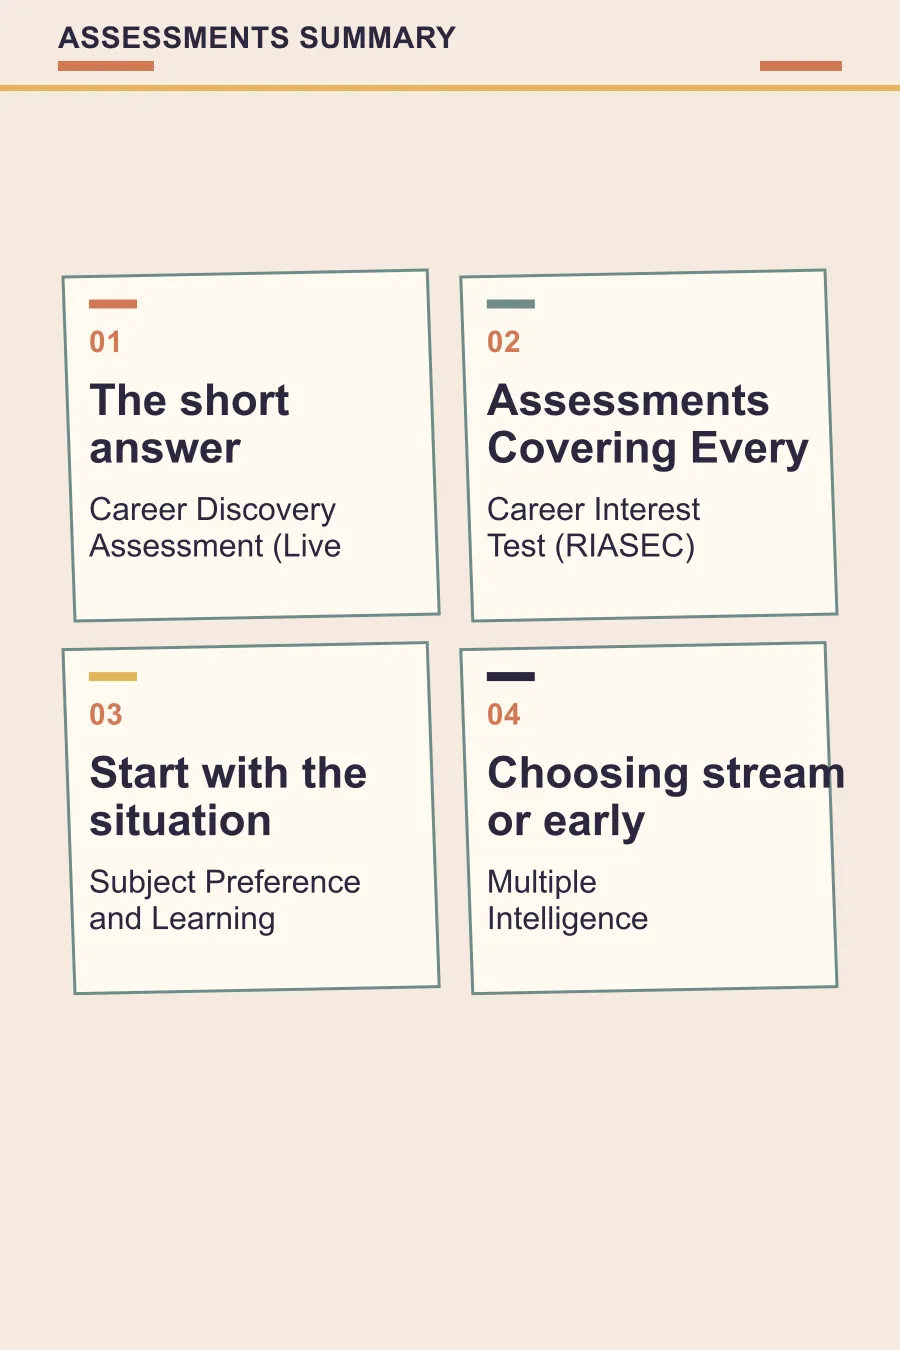 ASSESSMENTS SUMMARY
01
The short
answer
Career Discovery
Assessment (Live
02
Assessments
Covering Every
Career Interest
Test (RIASEC)
03
Start with the
situation
Subject Preference
and Learning
04
Choosing stream
or early
Multiple
Intelligence